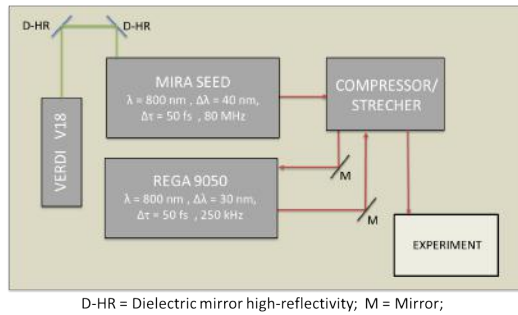 D-HR
D-HR
MIRA SEED
λ = 800 nm , Δλ = 40 nm,
Δτ = 50 fs , 80 MHz
COMPRESSOR/
STRECHER
VERDI V18
M
REGA 9050
λ = 800 nm , Δλ = 30 nm,
Δτ = 50 fs , 250 kHz
M
EXPERIMENT
D-HR = Dielectric mirror high-reflectivity; M = Mirror;